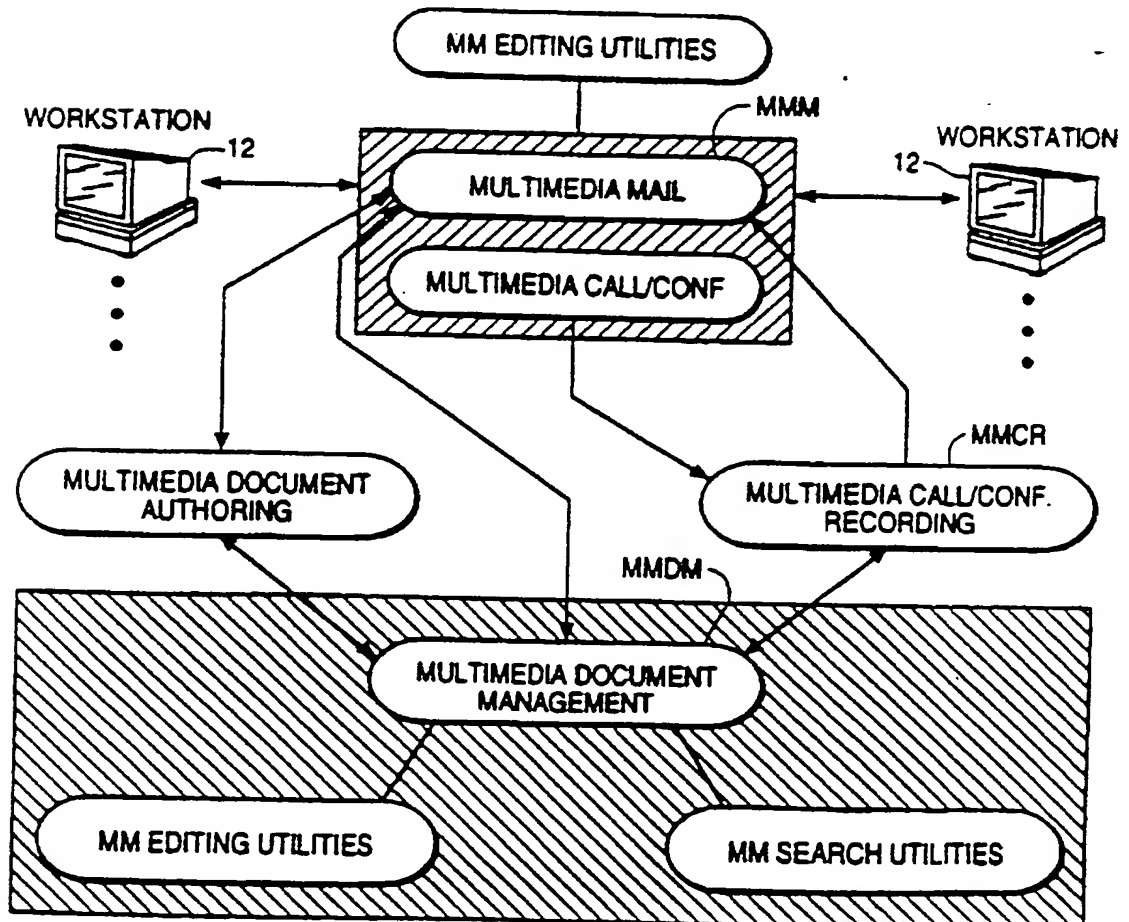 MM EDITING UTILITIES
MMM
WORKSTATION
12
WORKSTATION
12
MULTIMEDIA MAIL
MULTIMEDIA CALL/CONF
MMCR
MULTIMEDIA DOCUMENT
AUTHORING
MULTIMEDIA CALL/CONF.
RECORDING
MMDM
MULTIMEDIA DOCUMENT
MANAGEMENT
MM EDITING UTILITIES
MM SEARCH UTILITIES